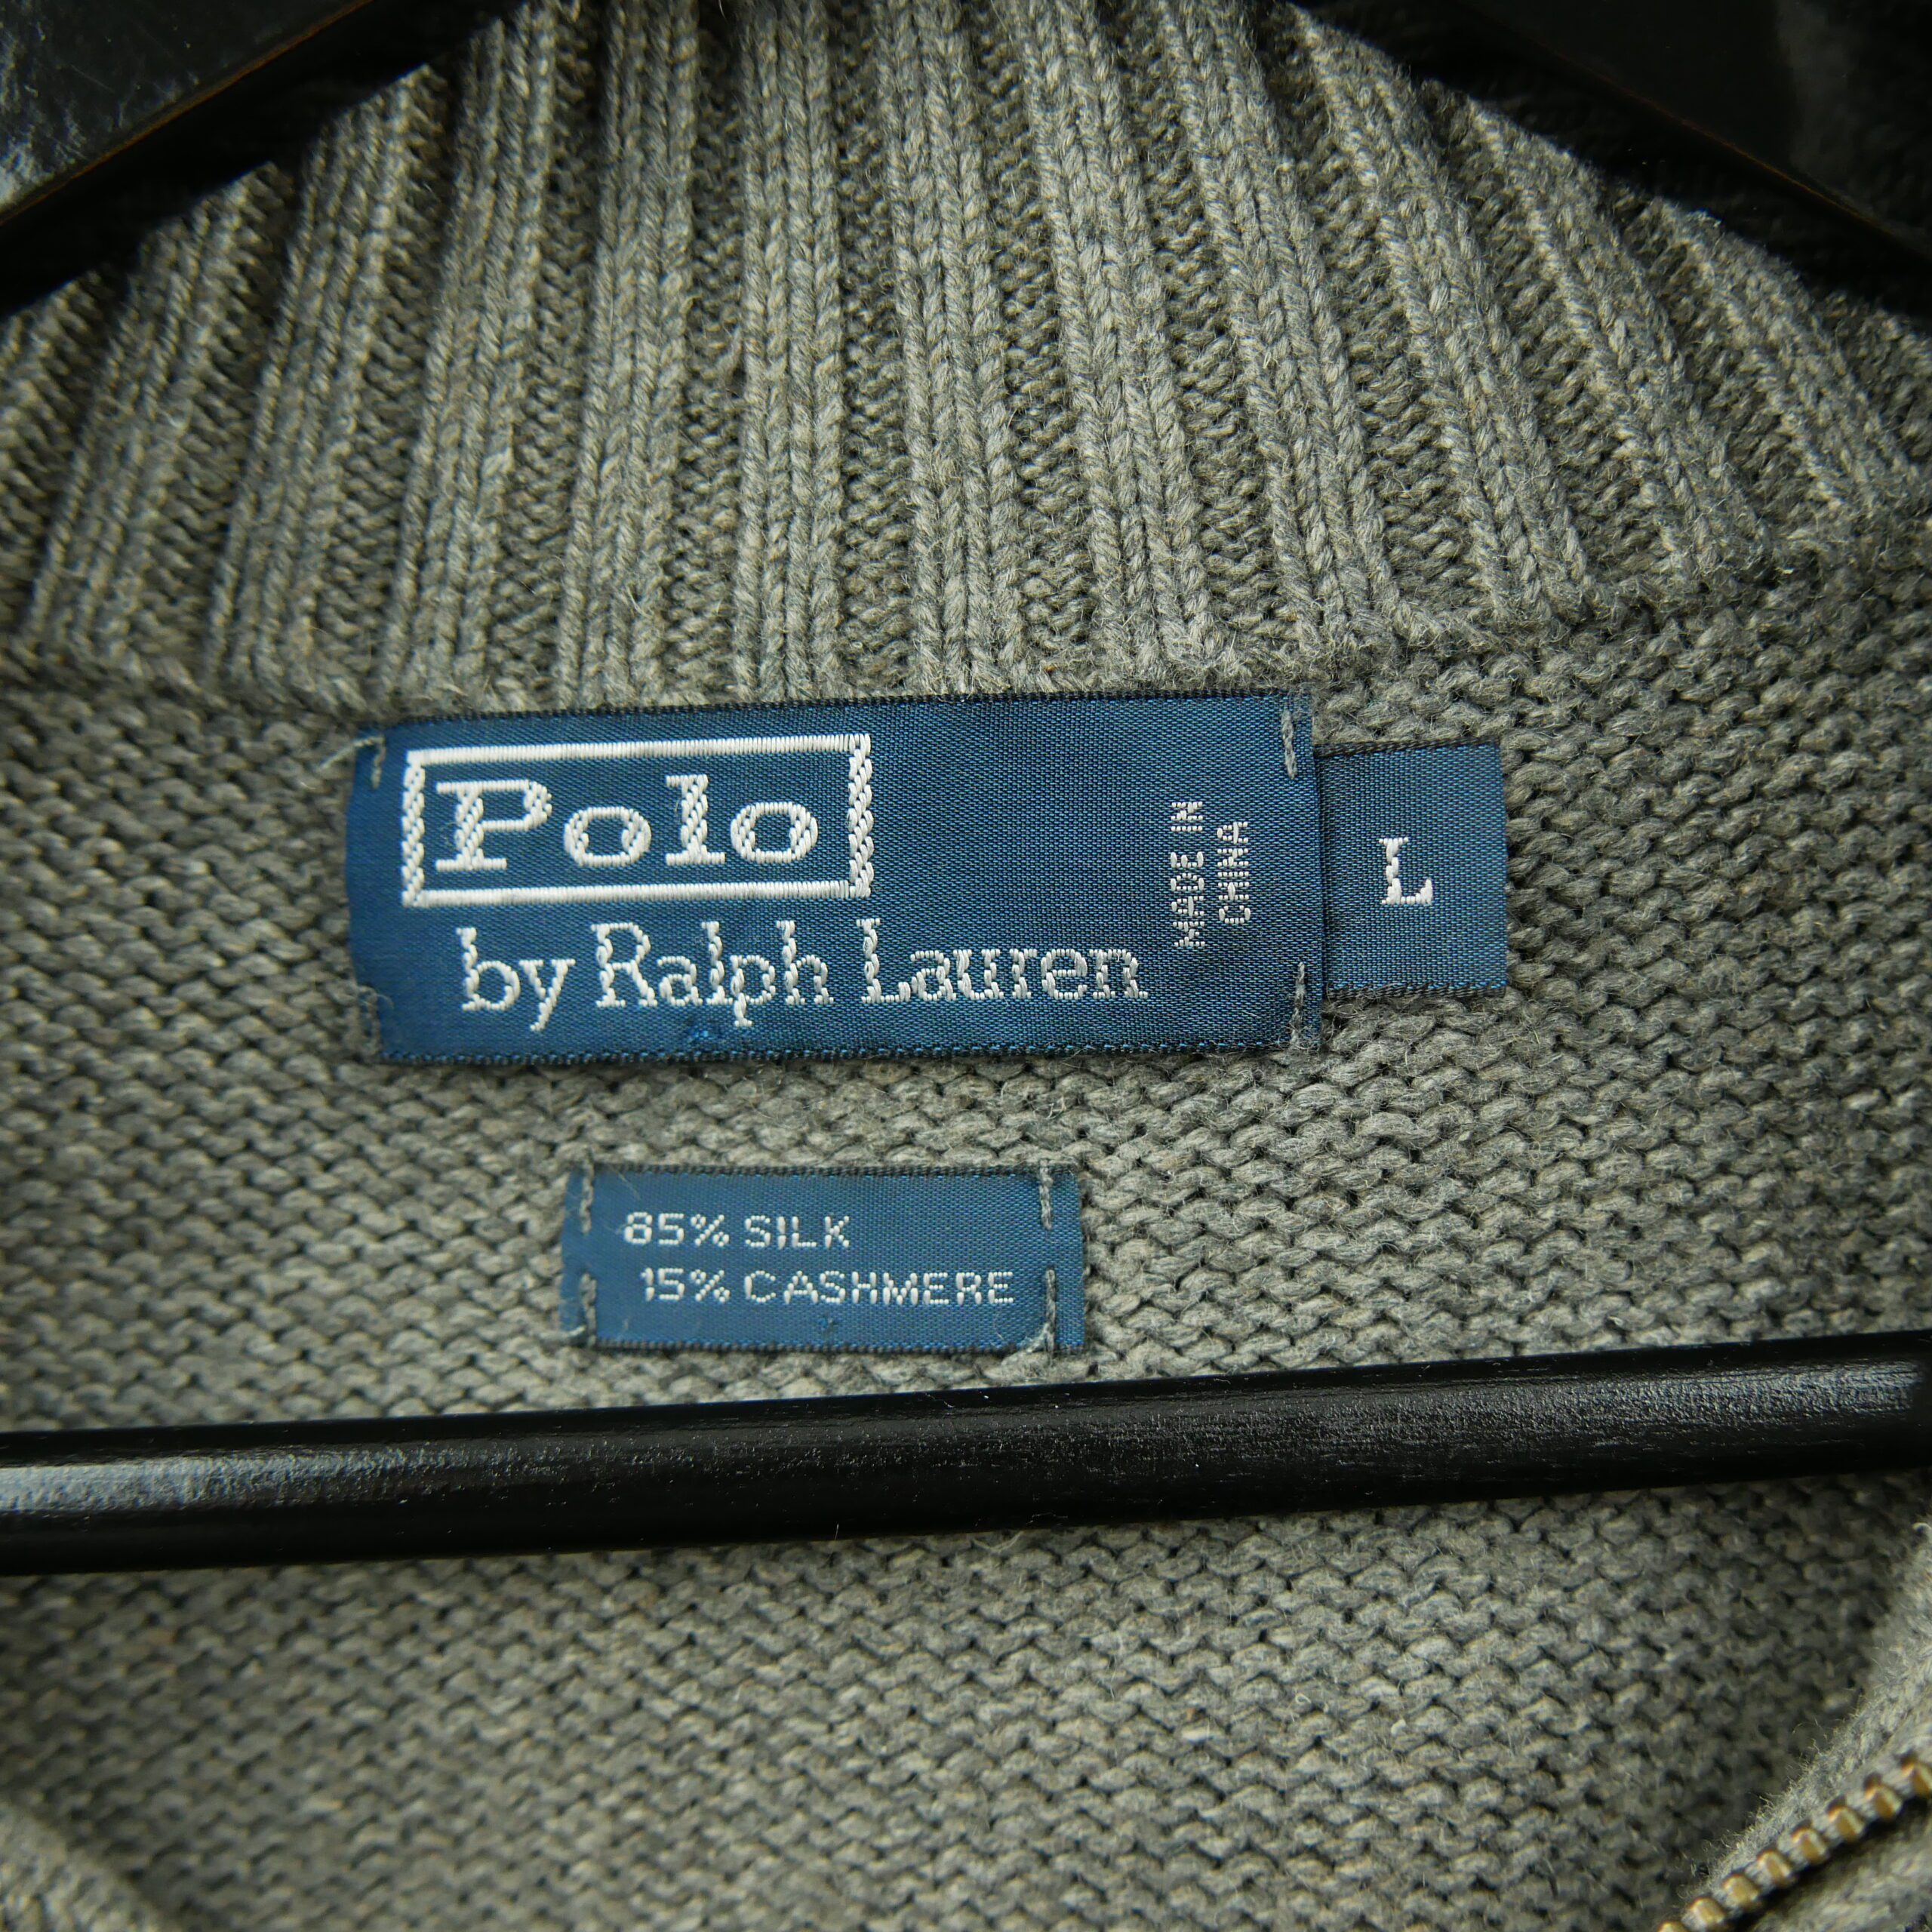 Polo
by Ralph Lauren
MADE IN
CHINA
L
85% SILK
15% CASHMERE